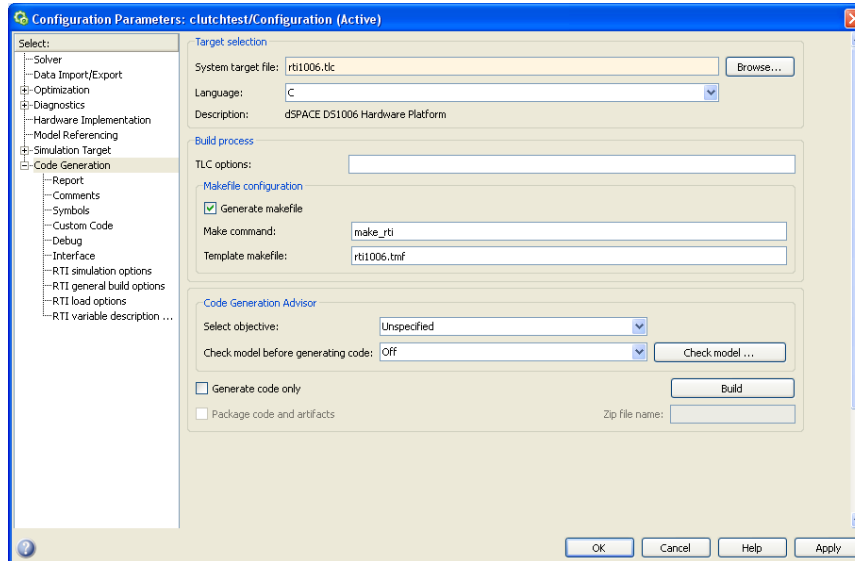 Configuration Parameters: clutchtest/Configuration (Active)
Select:
Solver
Data Import/Export
Optimization
Diagnostics
Hardware Implementation
Model Referencing
Simulation Target
Code Generation
Report
Comments
Symbols
Custom Code
Debug
Interface
RTI simulation options
RTI general build options
RTI load options
RTI variable description ...
Target selection
System target file: rti1006.tlc Browse...
Language: C
Description: dSPACE DS1006 Hardware Platform
Build process
TLC options:
Makefile configuration
Generate makefile
Make command: make_rti
Template makefile: rti1006.tmf
Code Generation Advisor
Select objective: Unspecified
Check model before generating code: Off Check model ...
Generate code only Build
Package code and artifacts Zip file name:
OK Cancel Help Apply